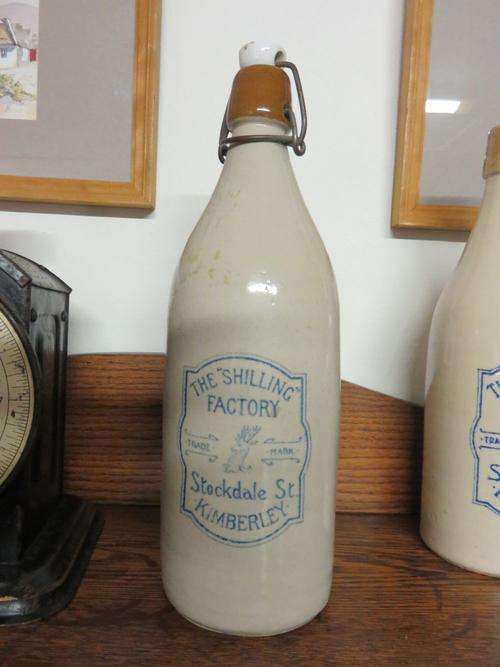 THE "SHILLING"
FACTORY
TRADE MARK
Stockdale St.
KIMBERLEY.